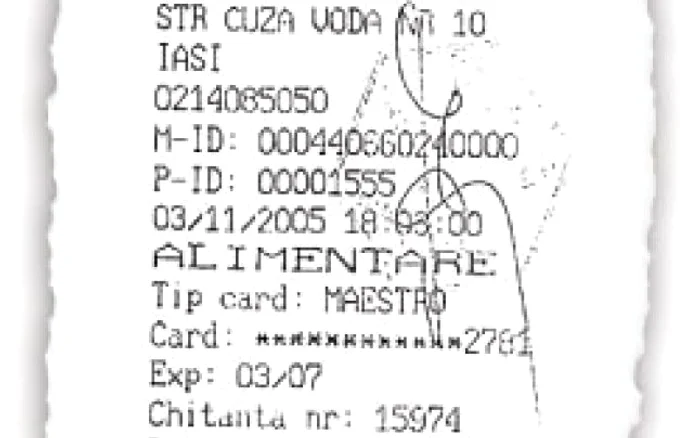 STR CUZA VODA NR 10
IASI
0214085050
M-ID: 000440660240000
P-ID: 00001555
03/11/2005 18:03:00
ALIMENTARE
Tip card: MAESTRO
Card: ************2781
Exp: 03/07
Chitanta nr: 15974